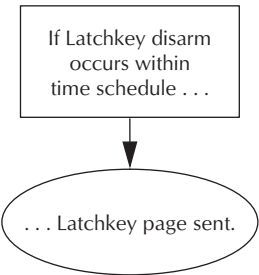 If Latchkey disarm
occurs within
time schedule . . .
. . . Latchkey page sent.